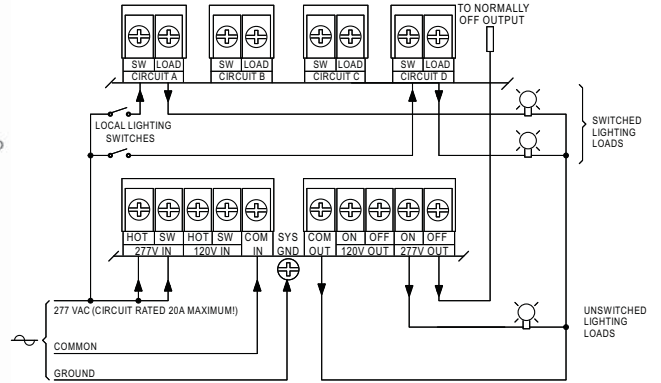 TO NORMALLY
OFF OUTPUT
SW LOAD SW LOAD SW LOAD SW LOAD
CIRCUIT A CIRCUIT B CIRCUIT C CIRCUIT D
LOCAL LIGHTING
SWITCHES
SWITCHED
LIGHTING
LOADS
HOT SW HOT SW COM SYS COM ON OFF ON OFF
277V IN 120V IN IN GND OUT 120V OUT 277V OUT
277 VAC (CIRCUIT RATED 20A MAXIMUM!)
UNSWITCHED
LIGHTING
LOADS
COMMON
GROUND